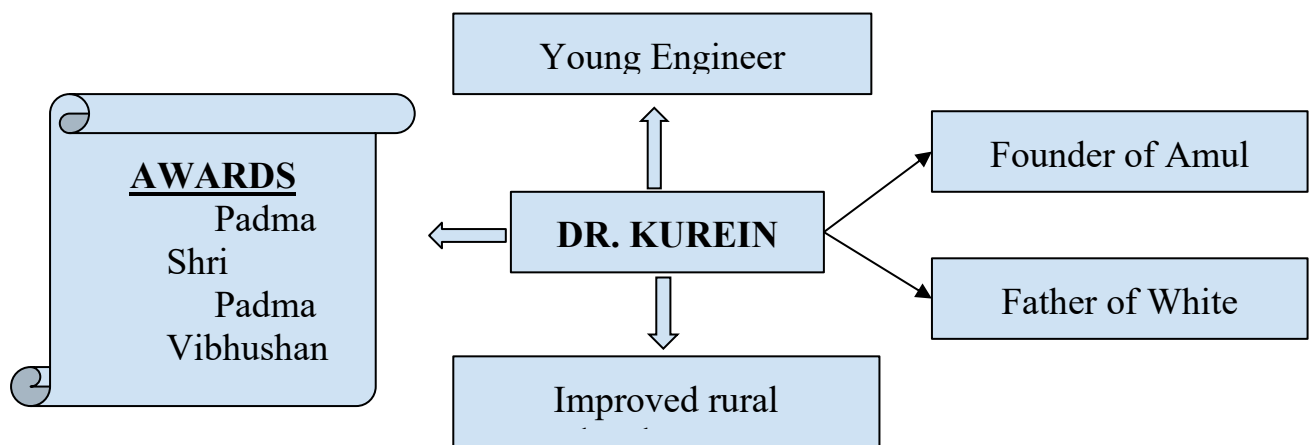 Young Engineer
AWARDS
Padma
Shri
Padma
Vibhushan
DR. KUREIN
Founder of Amul
Father of White
Improved rural